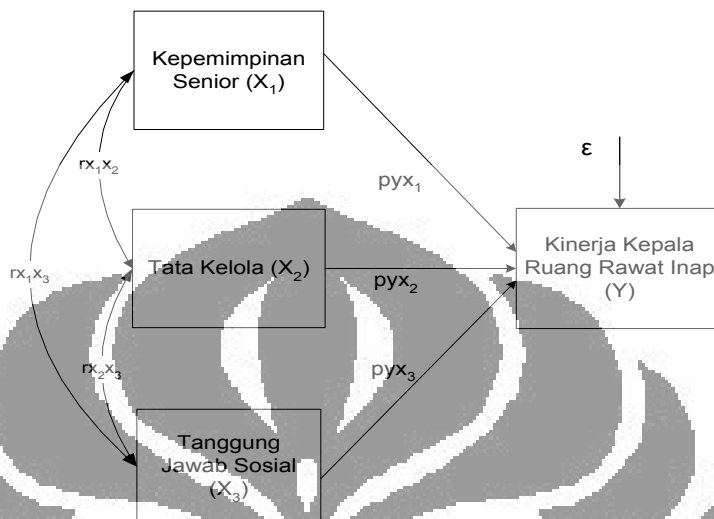 Kepemimpinan
Senior (X₁)
rx₁x₂
pyx₁
ε
rx₁x₃
Tata Kelola (X₂)
pyx₂
Kinerja Kepala
Ruang Rawat Inap
(Y)
rx₂x₃
pyx₃
Tanggung
Jawab Sosial
(X₃)